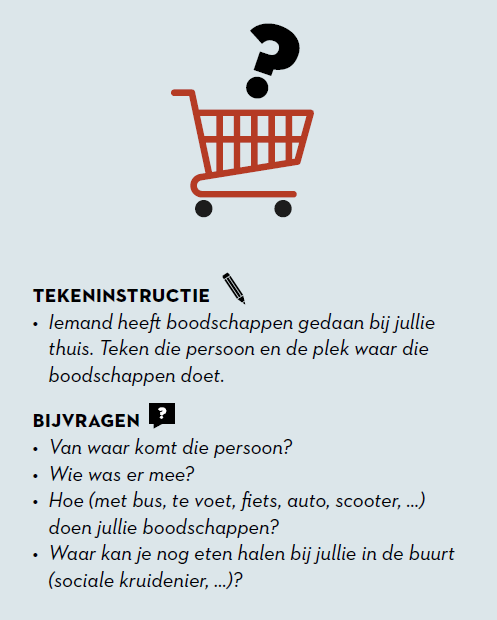 ?
TEKENINSTRUCTIE
• Iemand heeft boodschappen gedaan bij jullie
thuis. Teken die persoon en de plek waar die
boodschappen doet.
BIJVRAGEN ?
• Van waar komt die persoon?
• Wie was er mee?
• Hoe (met bus, te voet, fiets, auto, scooter, ...)
doen jullie boodschappen?
• Waar kan je nog eten halen bij jullie in de buurt
(sociale kruidenier, ...)?